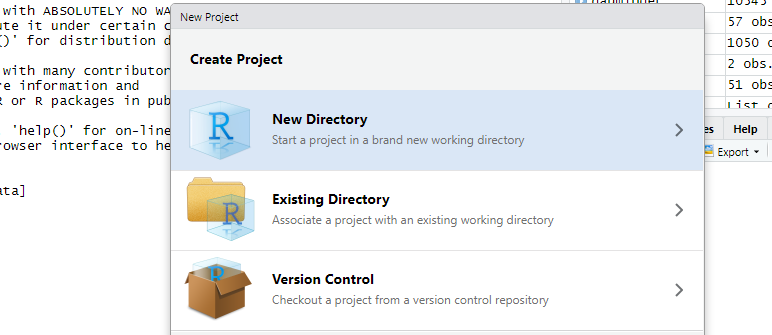 with ABSOLUTELY NO WA
ute it under certain c
()' for distribution d
with many contributor
re information and
R or R packages in pub
'help()' for on-line
rowser interface to he
ata]
New Project
Create Project
New Directory
Start a project in a brand new working directory
Existing Directory
Associate a project with an existing working directory
Version Control
Checkout a project from a version control repository
57 obs
1050 o
2 obs.
51 obs
List o
es Help
Export